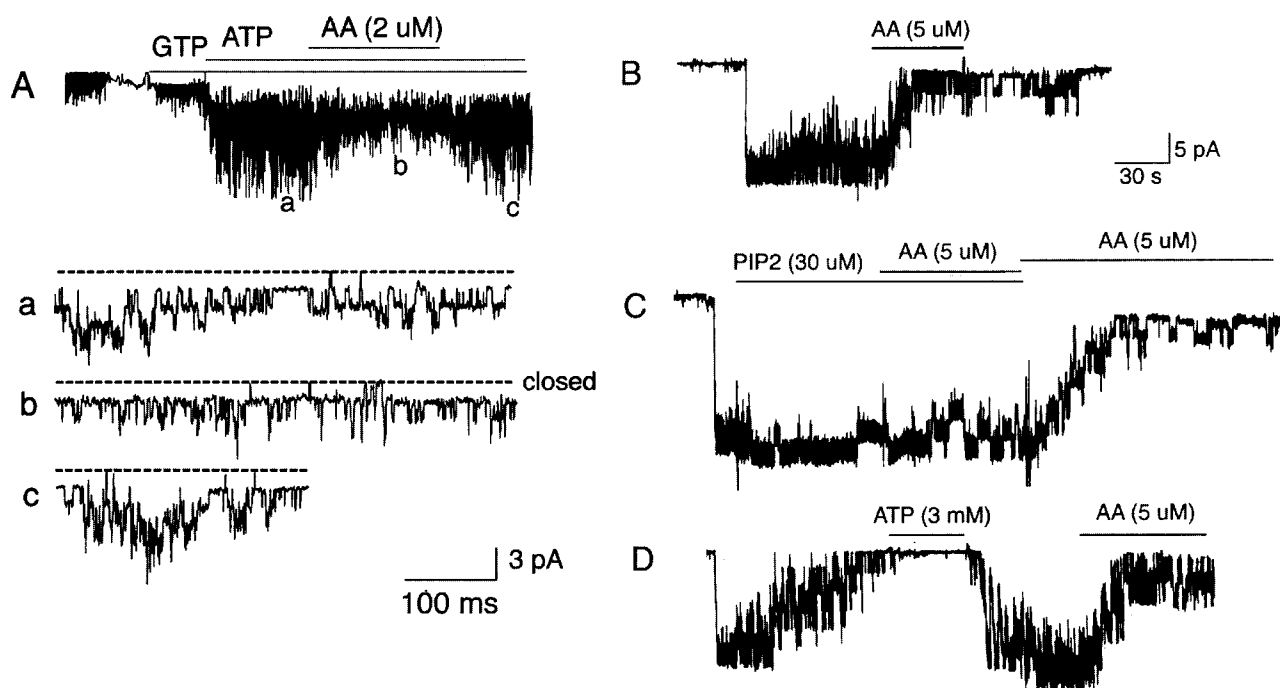 A
GTP ATP AA (2 uM)
a
b
c
a
b closed
c
3 pA
100 ms
B
AA (5 uM)
5 pA
30 s
C
PIP2 (30 uM) AA (5 uM) AA (5 uM)
D
ATP (3 mM) AA (5 uM)